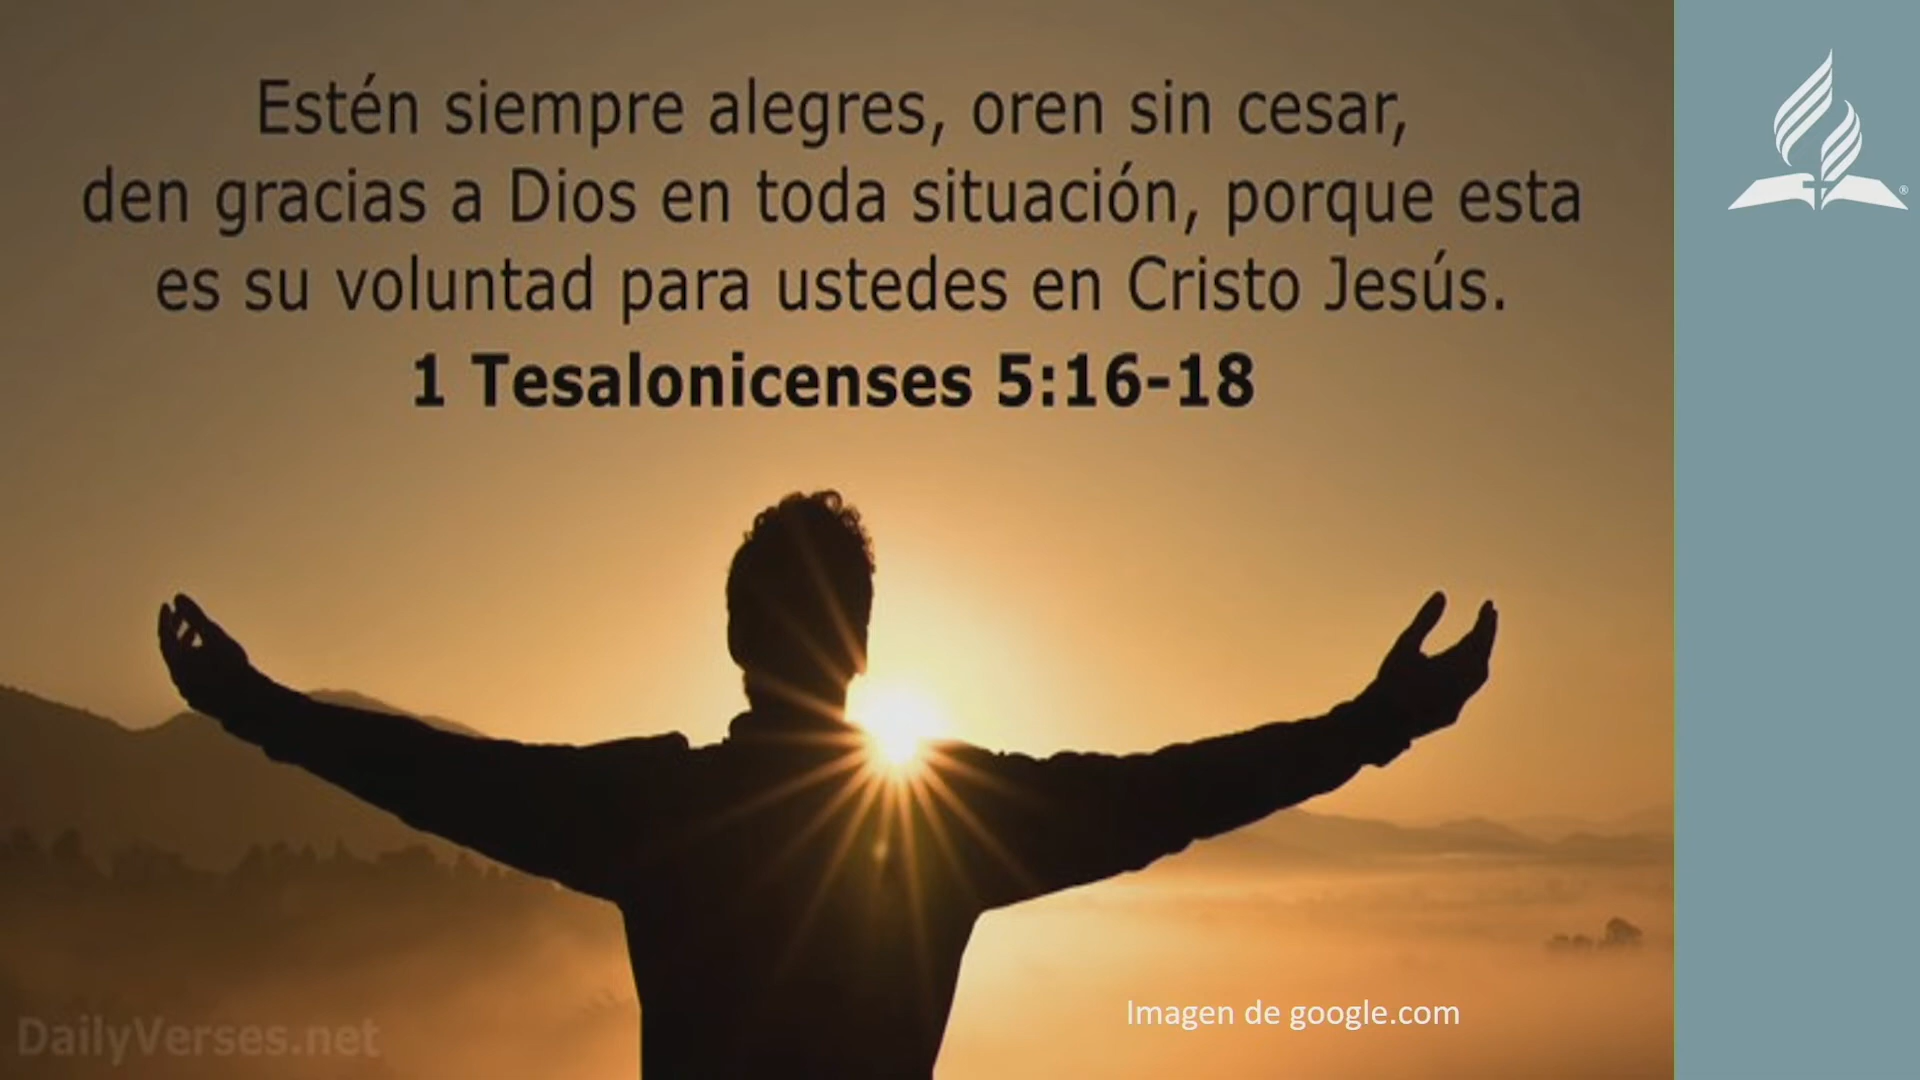 Estén siempre alegres, oren sin cesar,
den gracias a Dios en toda situación, porque esta
es su voluntad para ustedes en Cristo Jesús.
1 Tesalonicenses 5:16-18
®
Imagen de google.com
DailyVerses.net